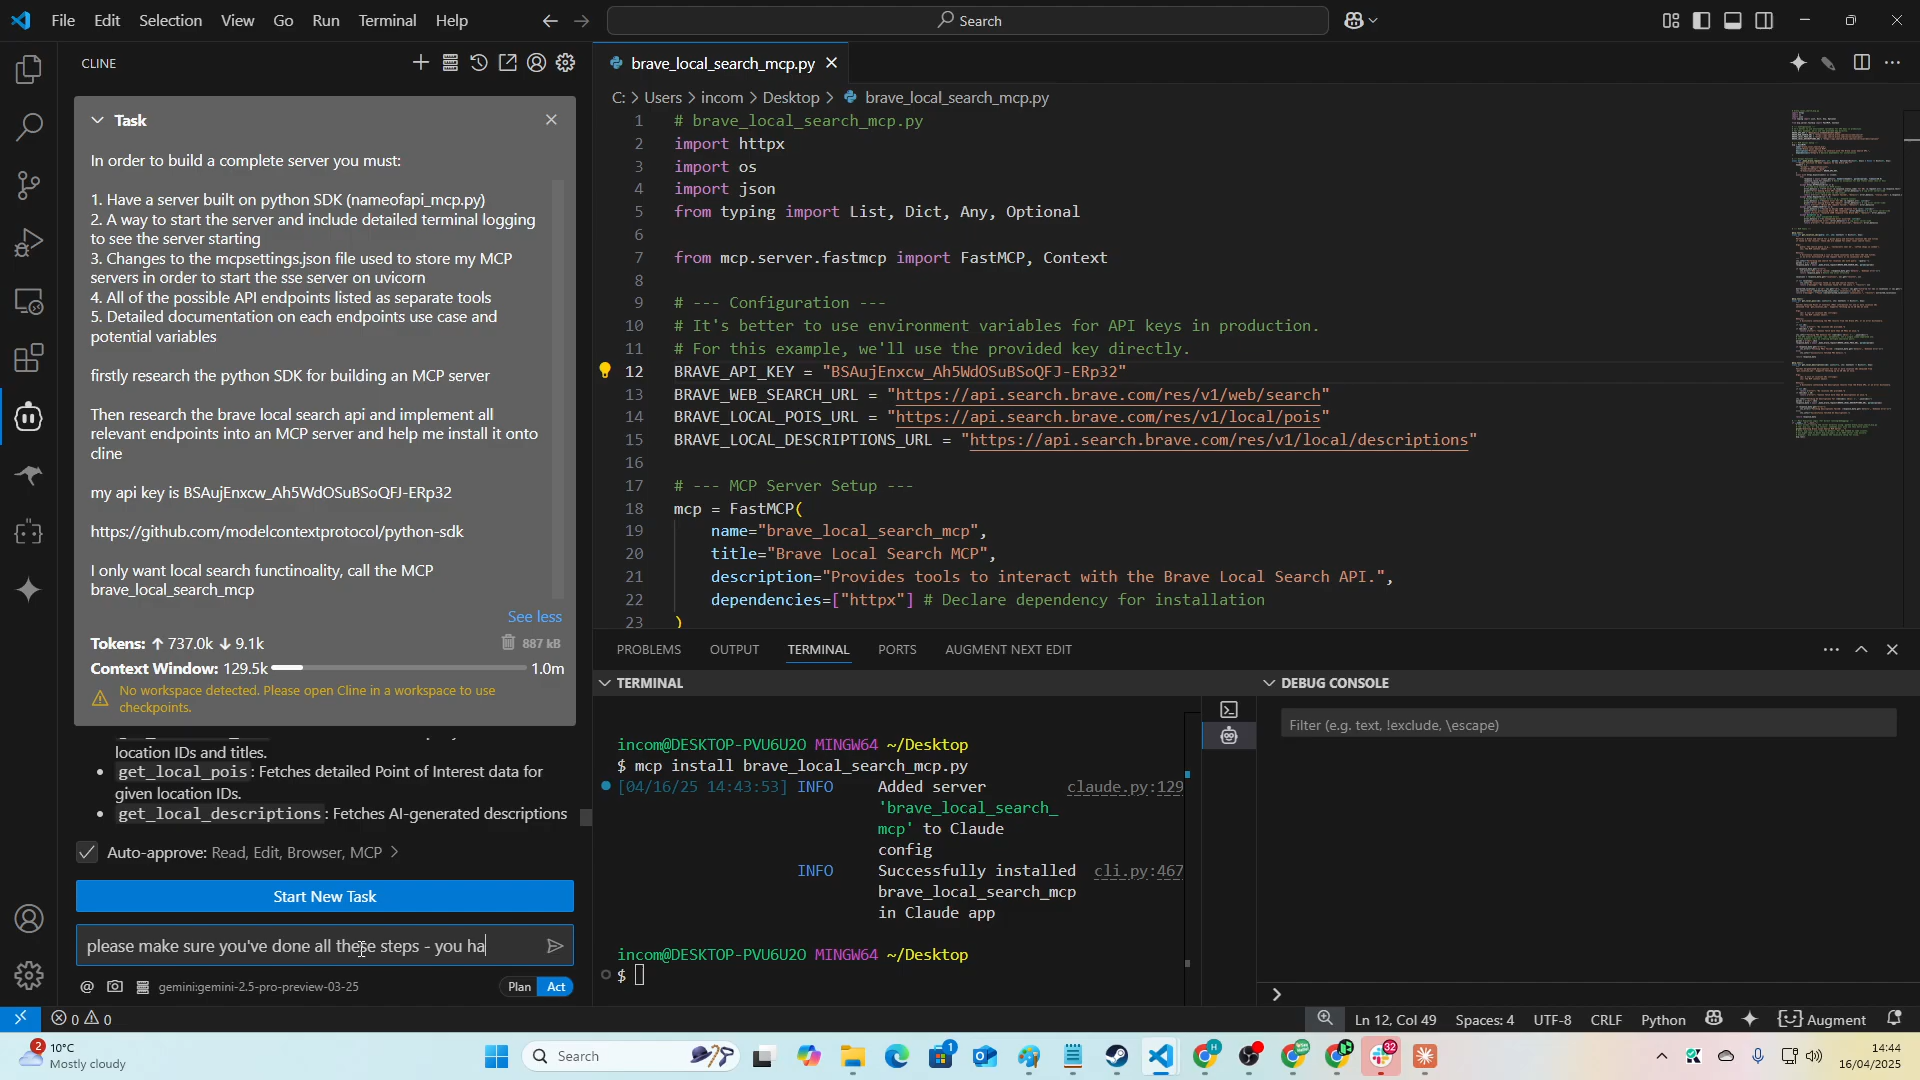 File Edit Selection View Go Run Terminal Help
Search
CLINE
Task
In order to build a complete server you must:
1. Have a server built on python SDK (nameofapi_mcp.py)
2. A way to start the server and include detailed terminal logging
to see the server starting
3. Changes to the mcpsettings.json file used to store my MCP
servers in order to start the sse server on uvicorn
4. All of the possible API endpoints listed as separate tools
5. Detailed documentation on each endpoints use case and
potential variables
firstly research the python SDK for building an MCP server
Then research the brave local search api and implement all
relevant endpoints into an MCP server and help me install it onto
cline
my api key is BSAujEnxcw_Ah5WdOSuBSoQFJ-ERp32
https://github.com/modelcontextprotocol/python-sdk
I only want local search functinoality, call the MCP
brave_local_search_mcp
See less
Tokens: ↑ 737.0k ↓ 9.1k
887 kB
Context Window: 129.5k 1.0m
No workspace detected. Please open Cline in a workspace to use
checkpoints.
location IDs and titles.
• get_local_pois: Fetches detailed Point of Interest data for
given location IDs.
• get_local_descriptions: Fetches AI-generated descriptions
Auto-approve: Read, Edit, Browser, MCP >
Start New Task
please make sure you've done all these steps - you ha
@ gemini:gemini-2.5-pro-preview-03-25
Plan Act
brave_local_search_mcp.py
C: > Users > incom > Desktop > brave_local_search_mcp.py
1 # brave_local_search_mcp.py
2 import httpx
3 import os
4 import json
5 from typing import List, Dict, Any, Optional
6
7 from mcp.server.fastmcp import FastMCP, Context
8
9 # --- Configuration ---
10 # It's better to use environment variables for API keys in production.
11 # For this example, we'll use the provided key directly.
12 BRAVE_API_KEY = "BSAujEnxcw_Ah5WdOSuBSoQFJ-ERp32"
13 BRAVE_WEB_SEARCH_URL = "https://api.search.brave.com/res/v1/web/search"
14 BRAVE_LOCAL_POIS_URL = "https://api.search.brave.com/res/v1/local/pois"
15 BRAVE_LOCAL_DESCRIPTIONS_URL = "https://api.search.brave.com/res/v1/local/descriptions"
16
17 # --- MCP Server Setup ---
18 mcp = FastMCP(
19 name="brave_local_search_mcp",
20 title="Brave Local Search MCP",
21 description="Provides tools to interact with the Brave Local Search API.",
22 dependencies=["httpx"] # Declare dependency for installation
23 )
PROBLEMS OUTPUT TERMINAL PORTS AUGMENT NEXT EDIT
TERMINAL
incom@DESKTOP-PVU6U2O MINGW64 ~/Desktop
$ mcp install brave_local_search_mcp.py
[04/16/25 14:43:53] INFO Added server claude.py:129
'brave_local_search_
mcp' to Claude
config
INFO Successfully installed cli.py:467
brave_local_search_mcp
in Claude app
incom@DESKTOP-PVU6U2O MINGW64 ~/Desktop
$
DEBUG CONSOLE
Filter (e.g. text, !exclude, \escape)
0 0
Ln 12, Col 49 Spaces: 4 UTF-8 CRLF Python Augment
2
10°C
Mostly cloudy
Search
1
32
14:44
16/04/2025